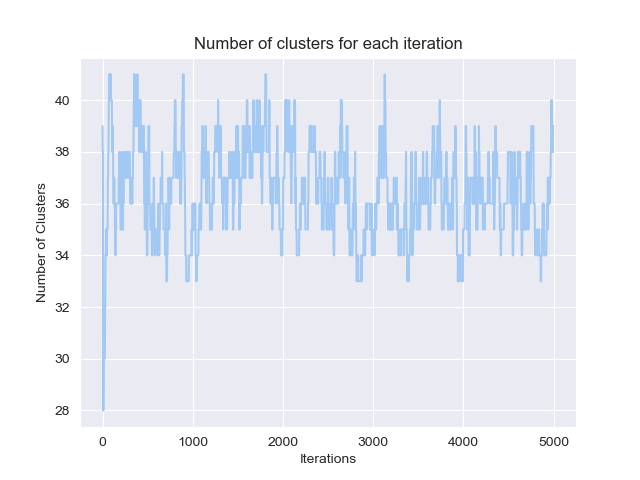 Number of clusters for each iteration
40
38
36
34
32
30
28
Number of Clusters
0 1000 2000 3000 4000 5000
Iterations